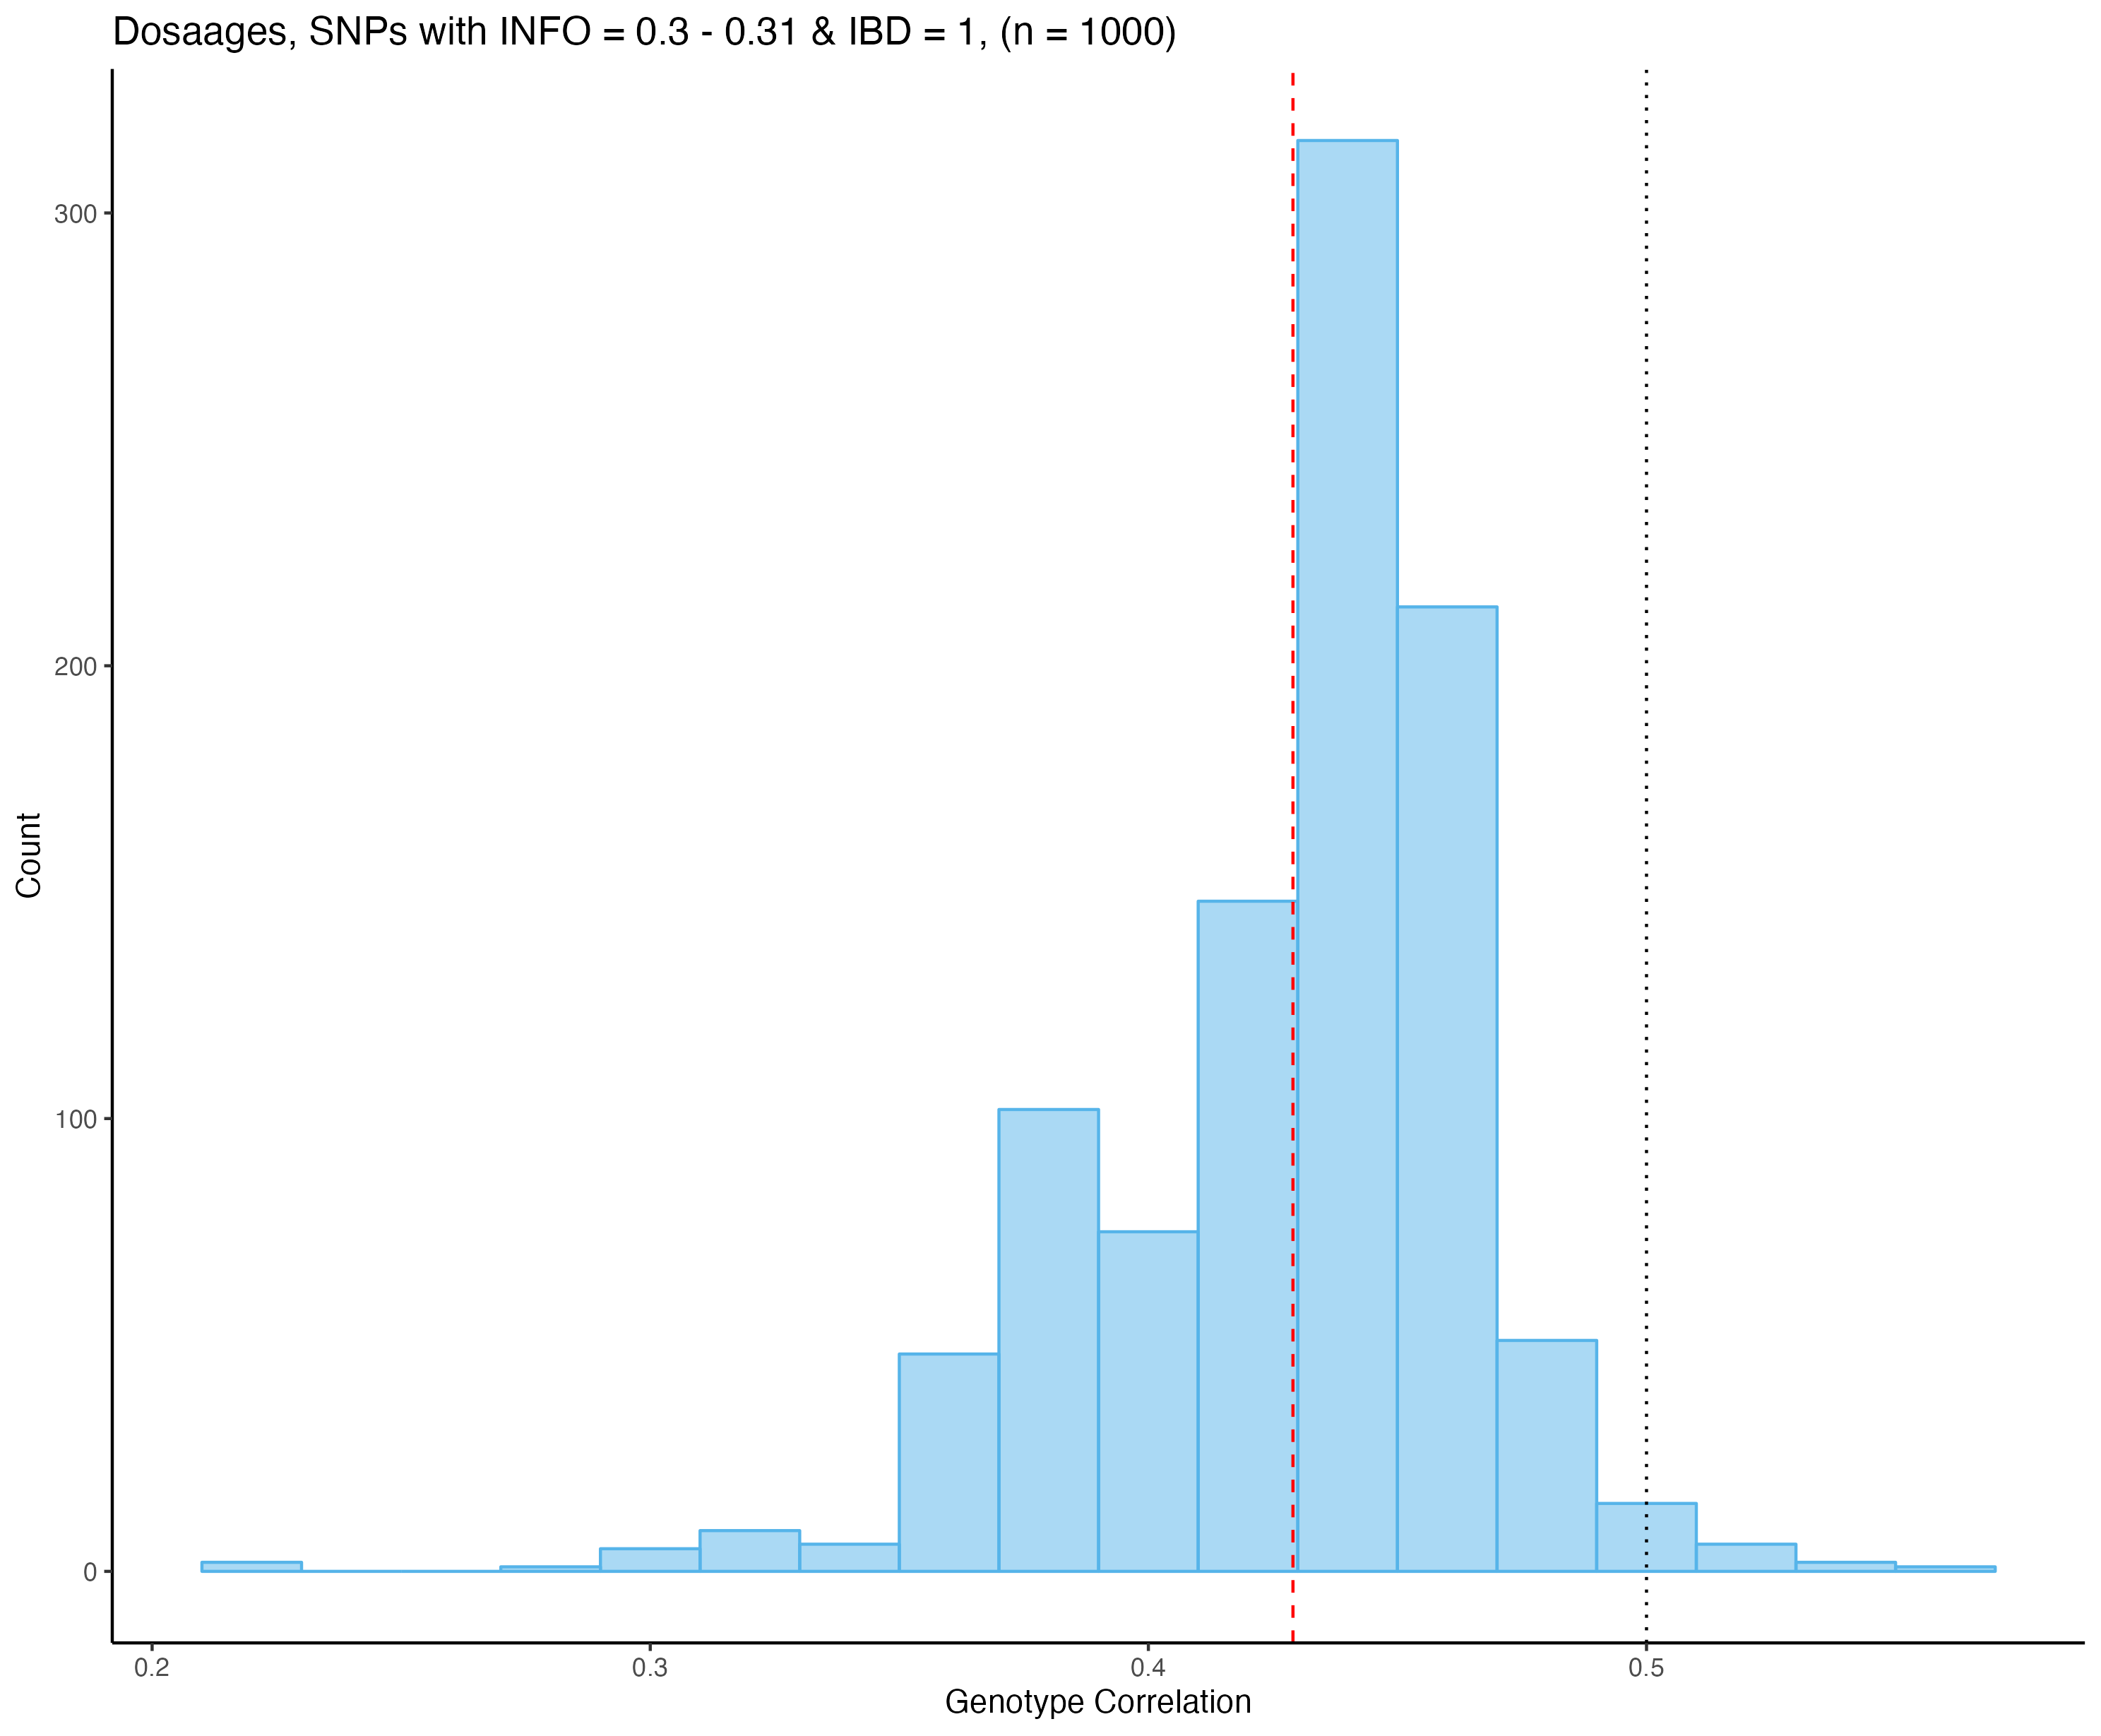 Dosaages, SNPs with INFO = 0.3 - 0.31 & IBD = 1, (n = 1000)
300
200
100
0
Count
0.2 0.3 0.4 0.5
Genotype Correlation